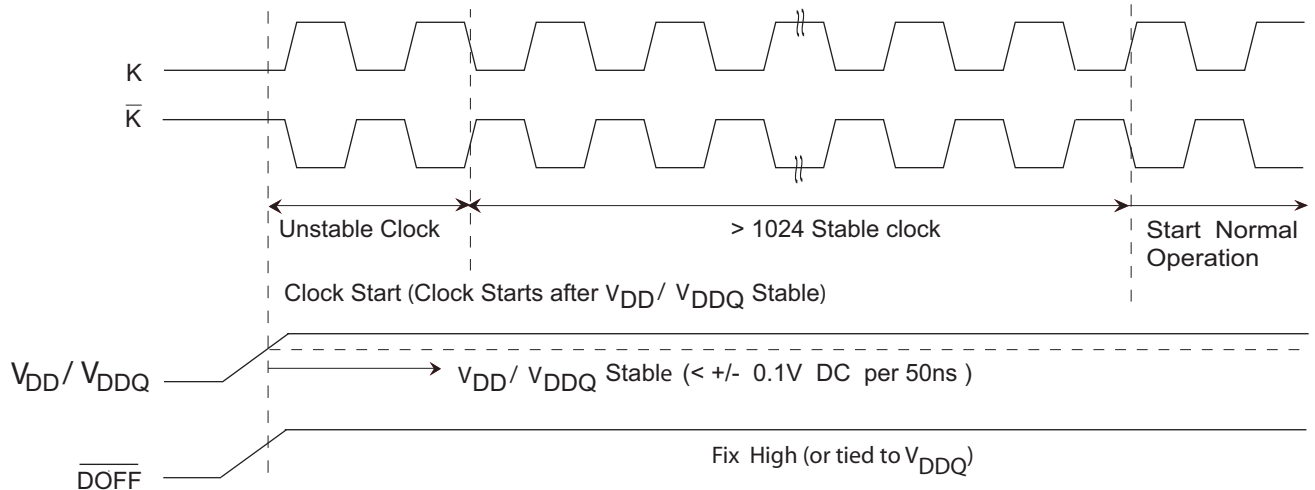 K
K̅
Unstable Clock
> 1024 Stable clock
Start Normal
Operation
Clock Start (Clock Starts after VDD / VDDQ Stable)
VDD / VDDQ
VDD / VDDQ Stable (< +/- 0.1V DC per 50ns )
D̅O̅F̅F̅
Fix High (or tied to VDDQ)